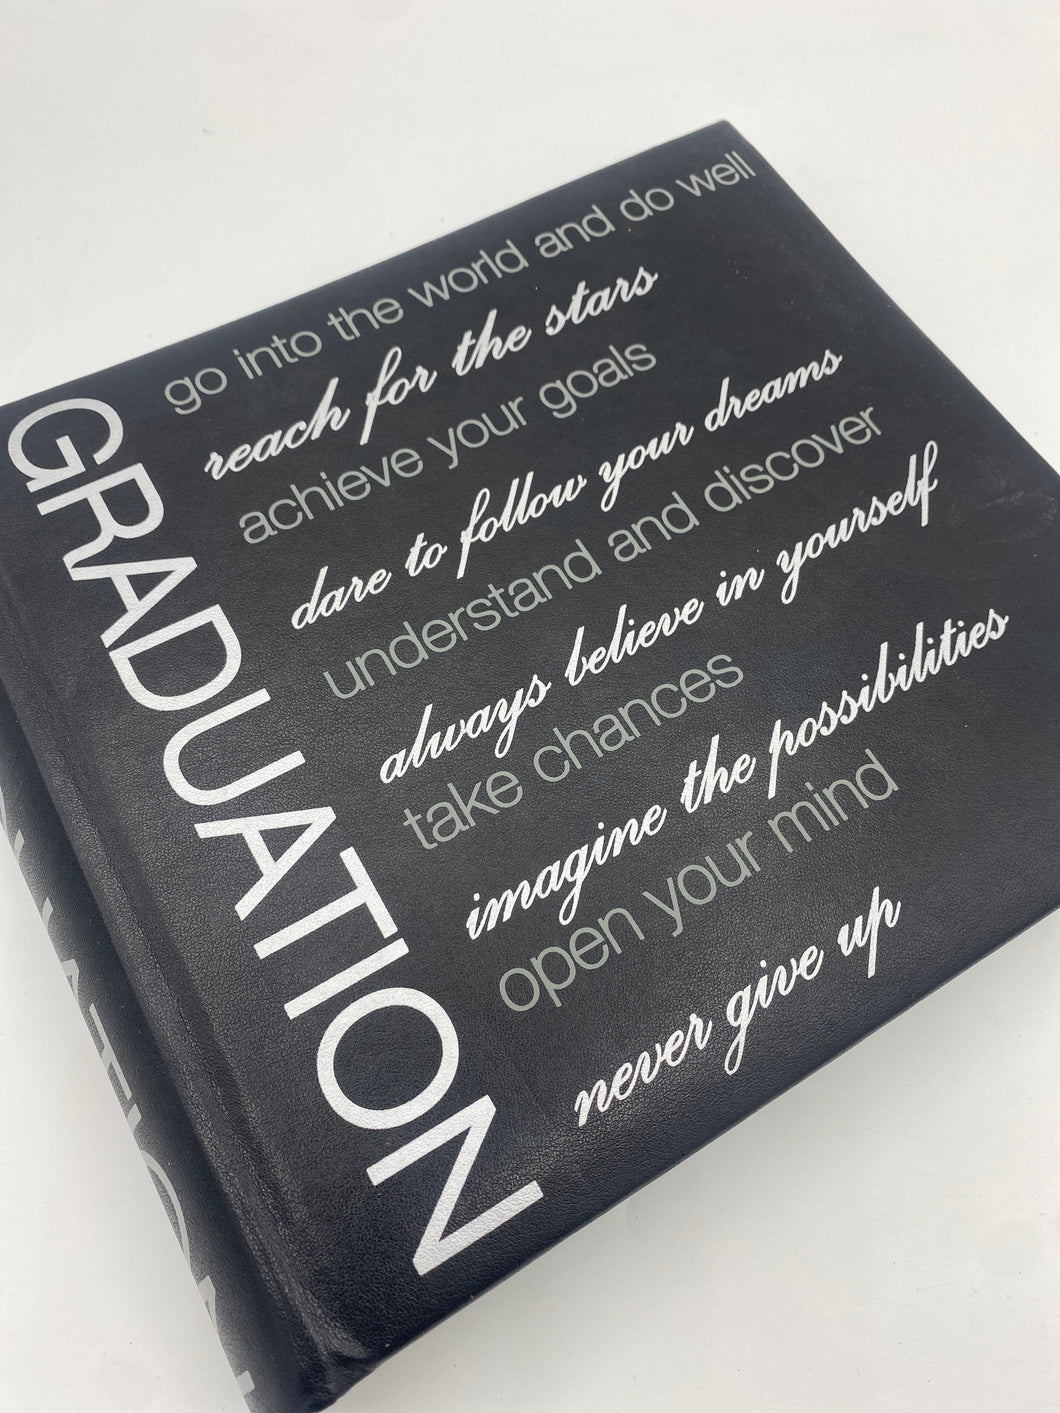 GRADUATION
go into the world and do well
reach for the stars
achieve your goals
dare to follow your dreams
understand and discover
always believe in yourself
take chances
imagine the possibilities
open your mind
never give up